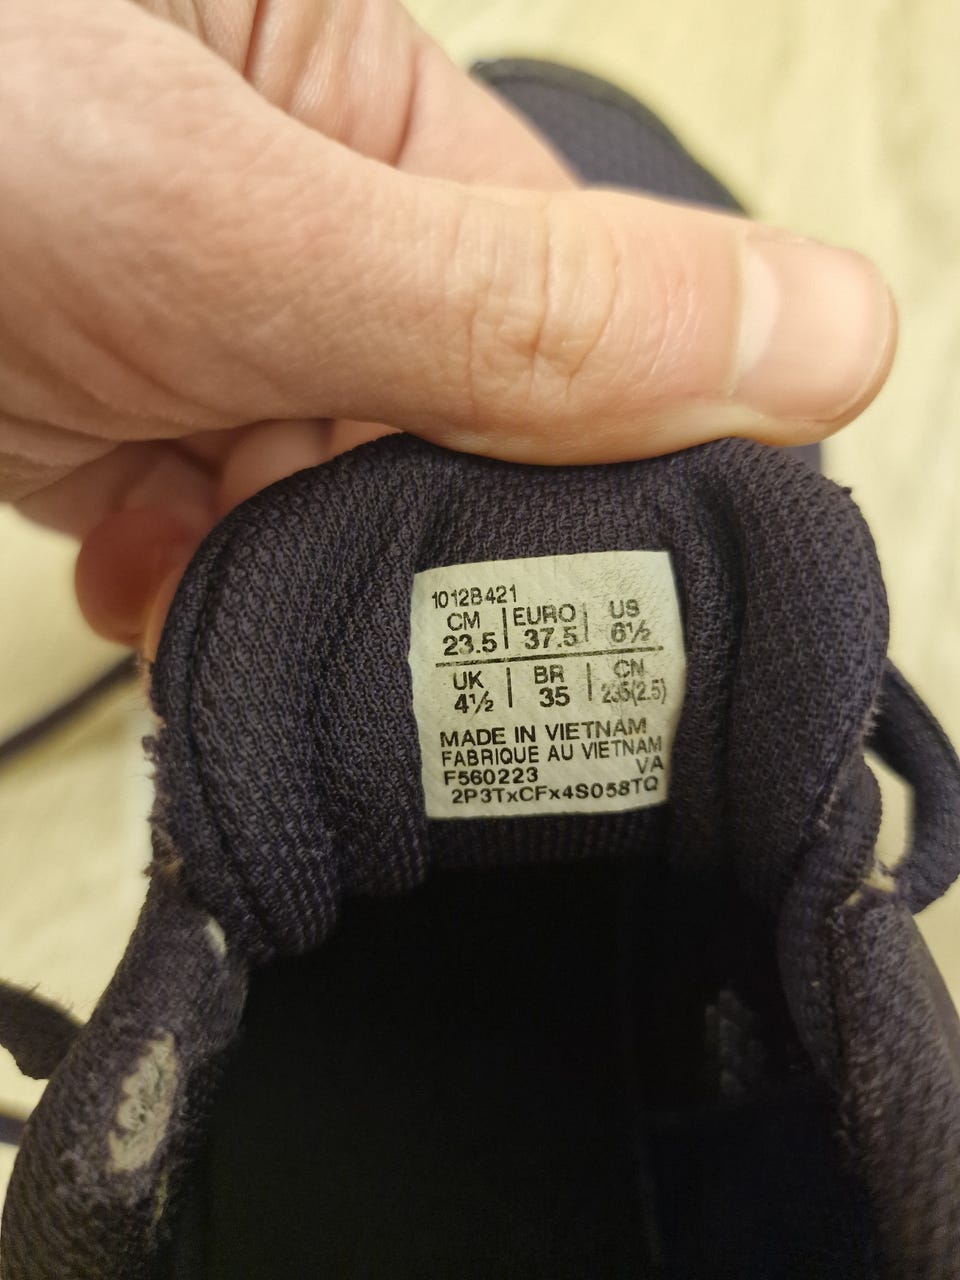 1012B421
CM | EURO | US
23.5 | 37.5 | 6½
UK | BR | CN
4½ | 35 | 235(2.5)
MADE IN VIETNAM
FABRIQUE AU VIETNAM
F560223 VA
2P3TxCFx4S058TQ